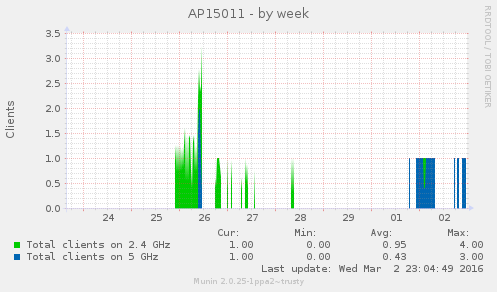 AP15011 - by week
RRDTOOL / TOBI OETIKER
Clients
3.5
3.0
2.5
2.0
1.5
1.0
0.5
0.0
24 25 26 27 28 29 01 02
Cur: Min: Avg: Max:
Total clients on 2.4 GHz 1.00 0.00 0.95 4.00
Total clients on 5 GHz 1.00 0.00 0.43 3.00
Last update: Wed Mar 2 23:04:49 2016
Munin 2.0.25-1ppa2~trusty